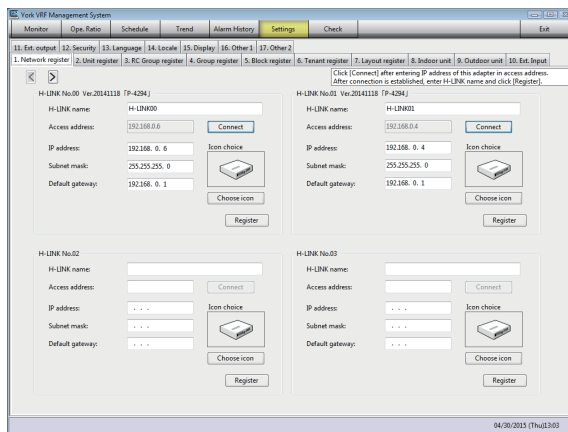 York VRF Management System
Monitor Ope. Ratio Schedule Trend Alarm History Settings Check Exit
11. Ext. output 12. Security 13. Language 14. Locale 15. Display 16. Other1 17. Other2
1. Network register 2. Unit register 3. RC Group register 4. Group register 5. Block register 6. Tenant register 7. Layout register 8. Indoor unit 9. Outdoor unit 10. Ext.Input
< >
Click [Connect] after entering IP address of this adapter in access address.
After connection is established, enter H-LINK name and click [Register].
H-LINK No.00 Ver.20141118 「P-4294」
H-LINK name: H-LINK00
Access address: 192.168.0.6 Connect
IP address: 192.168. 0. 6 Icon choice
Subnet mask: 255.255.255. 0
Default gateway: 192.168. 0. 1
Choose icon
Register
H-LINK No.01 Ver.20141118 「P-4294」
H-LINK name: H-LINK01
Access address: 192.168.0.4 Connect
IP address: 192.168. 0. 4 Icon choice
Subnet mask: 255.255.255. 0
Default gateway: 192.168. 0. 1
Choose icon
Register
H-LINK No.02
H-LINK name:
Access address: Connect
IP address: . . . Icon choice
Subnet mask: . . .
Default gateway: . . .
Choose icon
Register
H-LINK No.03
H-LINK name:
Access address: Connect
IP address: . . . Icon choice
Subnet mask: . . .
Default gateway: . . .
Choose icon
Register
04/30/2015 (Thu)13:03